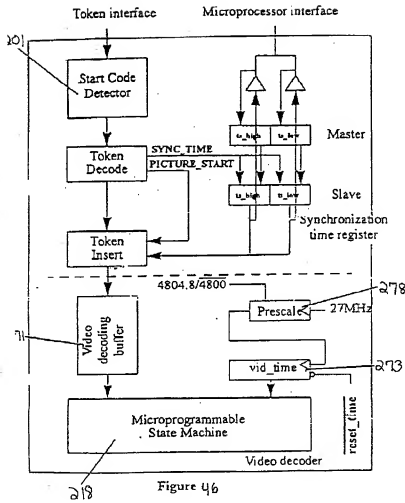 Token interface
Microprocessor interface
201
Start Code
Detector
ts_high
ts_low
Master
SYNC_TIME
Token
Decode
PICTURE_START
ts_high
ts_low
Slave
Synchronization
time register
Token
Insert
4804.8/4800
278
Prescal
27MHz
71
Video
decoding
buffer
vid_time
273
reset_time
Microprogrammable
State Machine
Video decoder
218
Figure 46